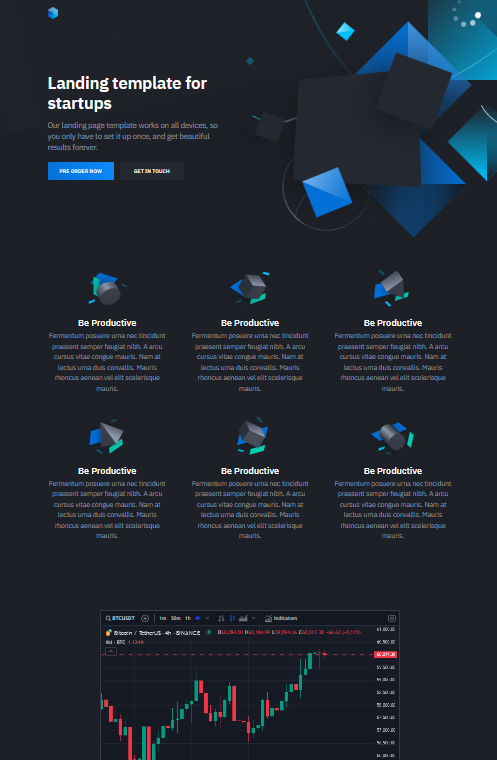 Landing template for
startups
Our landing page template works on all devices, so
you only have to set it up once, and get beautiful
results forever.
PRE ORDER NOW GET IN TOUCH
Be Productive
Fermentum posuere urna nec tincidunt
praesent semper feugiat nibh. A arcu
cursus vitae congue mauris. Nam at
lectus urna duis convallis. Mauris
rhoncus aenean vel elit scelerisque
mauris.
Be Productive
Fermentum posuere urna nec tincidunt
praesent semper feugiat nibh. A arcu
cursus vitae congue mauris. Nam at
lectus urna duis convallis. Mauris
rhoncus aenean vel elit scelerisque
mauris.
Be Productive
Fermentum posuere urna nec tincidunt
praesent semper feugiat nibh. A arcu
cursus vitae congue mauris. Nam at
lectus urna duis convallis. Mauris
rhoncus aenean vel elit scelerisque
mauris.
Be Productive
Fermentum posuere urna nec tincidunt
praesent semper feugiat nibh. A arcu
cursus vitae congue mauris. Nam at
lectus urna duis convallis. Mauris
rhoncus aenean vel elit scelerisque
mauris.
Be Productive
Fermentum posuere urna nec tincidunt
praesent semper feugiat nibh. A arcu
cursus vitae congue mauris. Nam at
lectus urna duis convallis. Mauris
rhoncus aenean vel elit scelerisque
mauris.
Be Productive
Fermentum posuere urna nec tincidunt
praesent semper feugiat nibh. A arcu
cursus vitae congue mauris. Nam at
lectus urna duis convallis. Mauris
rhoncus aenean vel elit scelerisque
mauris.
BTCUSDT 1m 30m 1h Indicators
Bitcoin / TetherUS · 4h · BINANCE
Vol · BTC